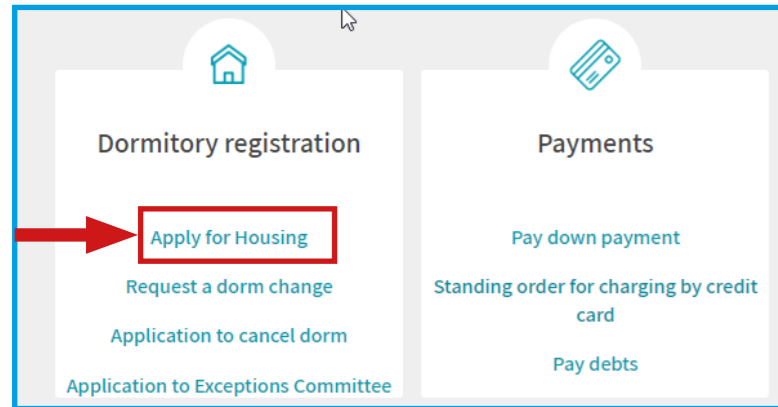 Dormitory registration
Apply for Housing
Request a dorm change
Application to cancel dorm
Application to Exceptions Committee
Payments
Pay down payment
Standing order for charging by credit
card
Pay debts